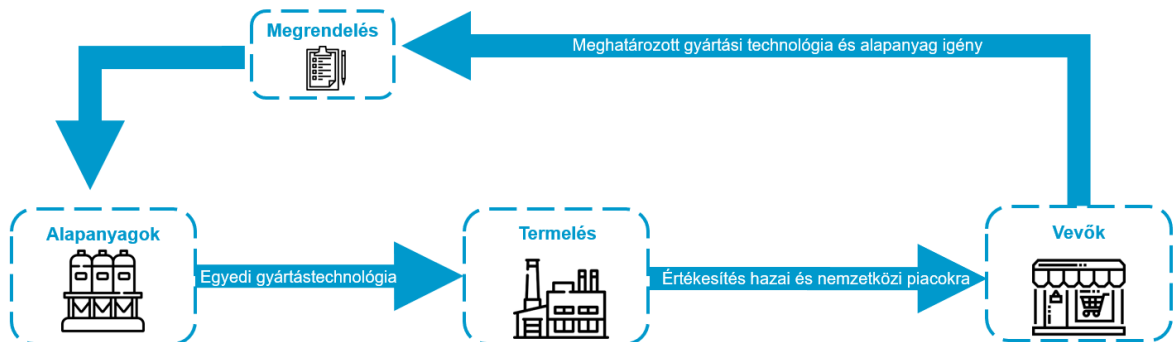 Megrendelés
Meghatározott gyártási technológia és alapanyag igény
Alapanyagok
Egyedi gyártástechnológia
Termelés
Értékesítés hazai és nemzetközi piacokra
Vevők